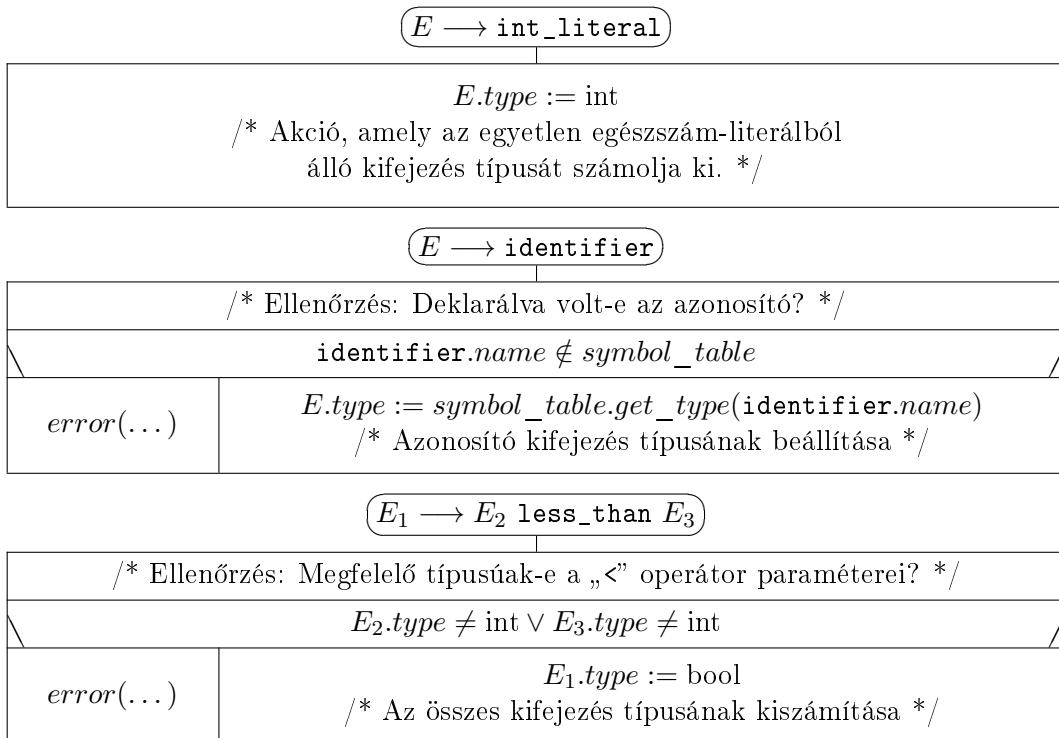 E ⟶ int_literal
E.type := int
/* Akció, amely az egyetlen egészszám-literálból
álló kifejezés típusát számolja ki. */
E ⟶ identifier
/* Ellenőrzés: Deklarálva volt-e az azonosító? */
identifier.name ∉ symbol_table
error(...)
E.type := symbol_table.get_type(identifier.name)
/* Azonosító kifejezés típusának beállítása */
E₁ ⟶ E₂ less_than E₃
/* Ellenőrzés: Megfelelő típusúak-e a „<” operátor paraméterei? */
E₂.type ≠ int ∨ E₃.type ≠ int
error(...)
E₁.type := bool
/* Az összes kifejezés típusának kiszámítása */